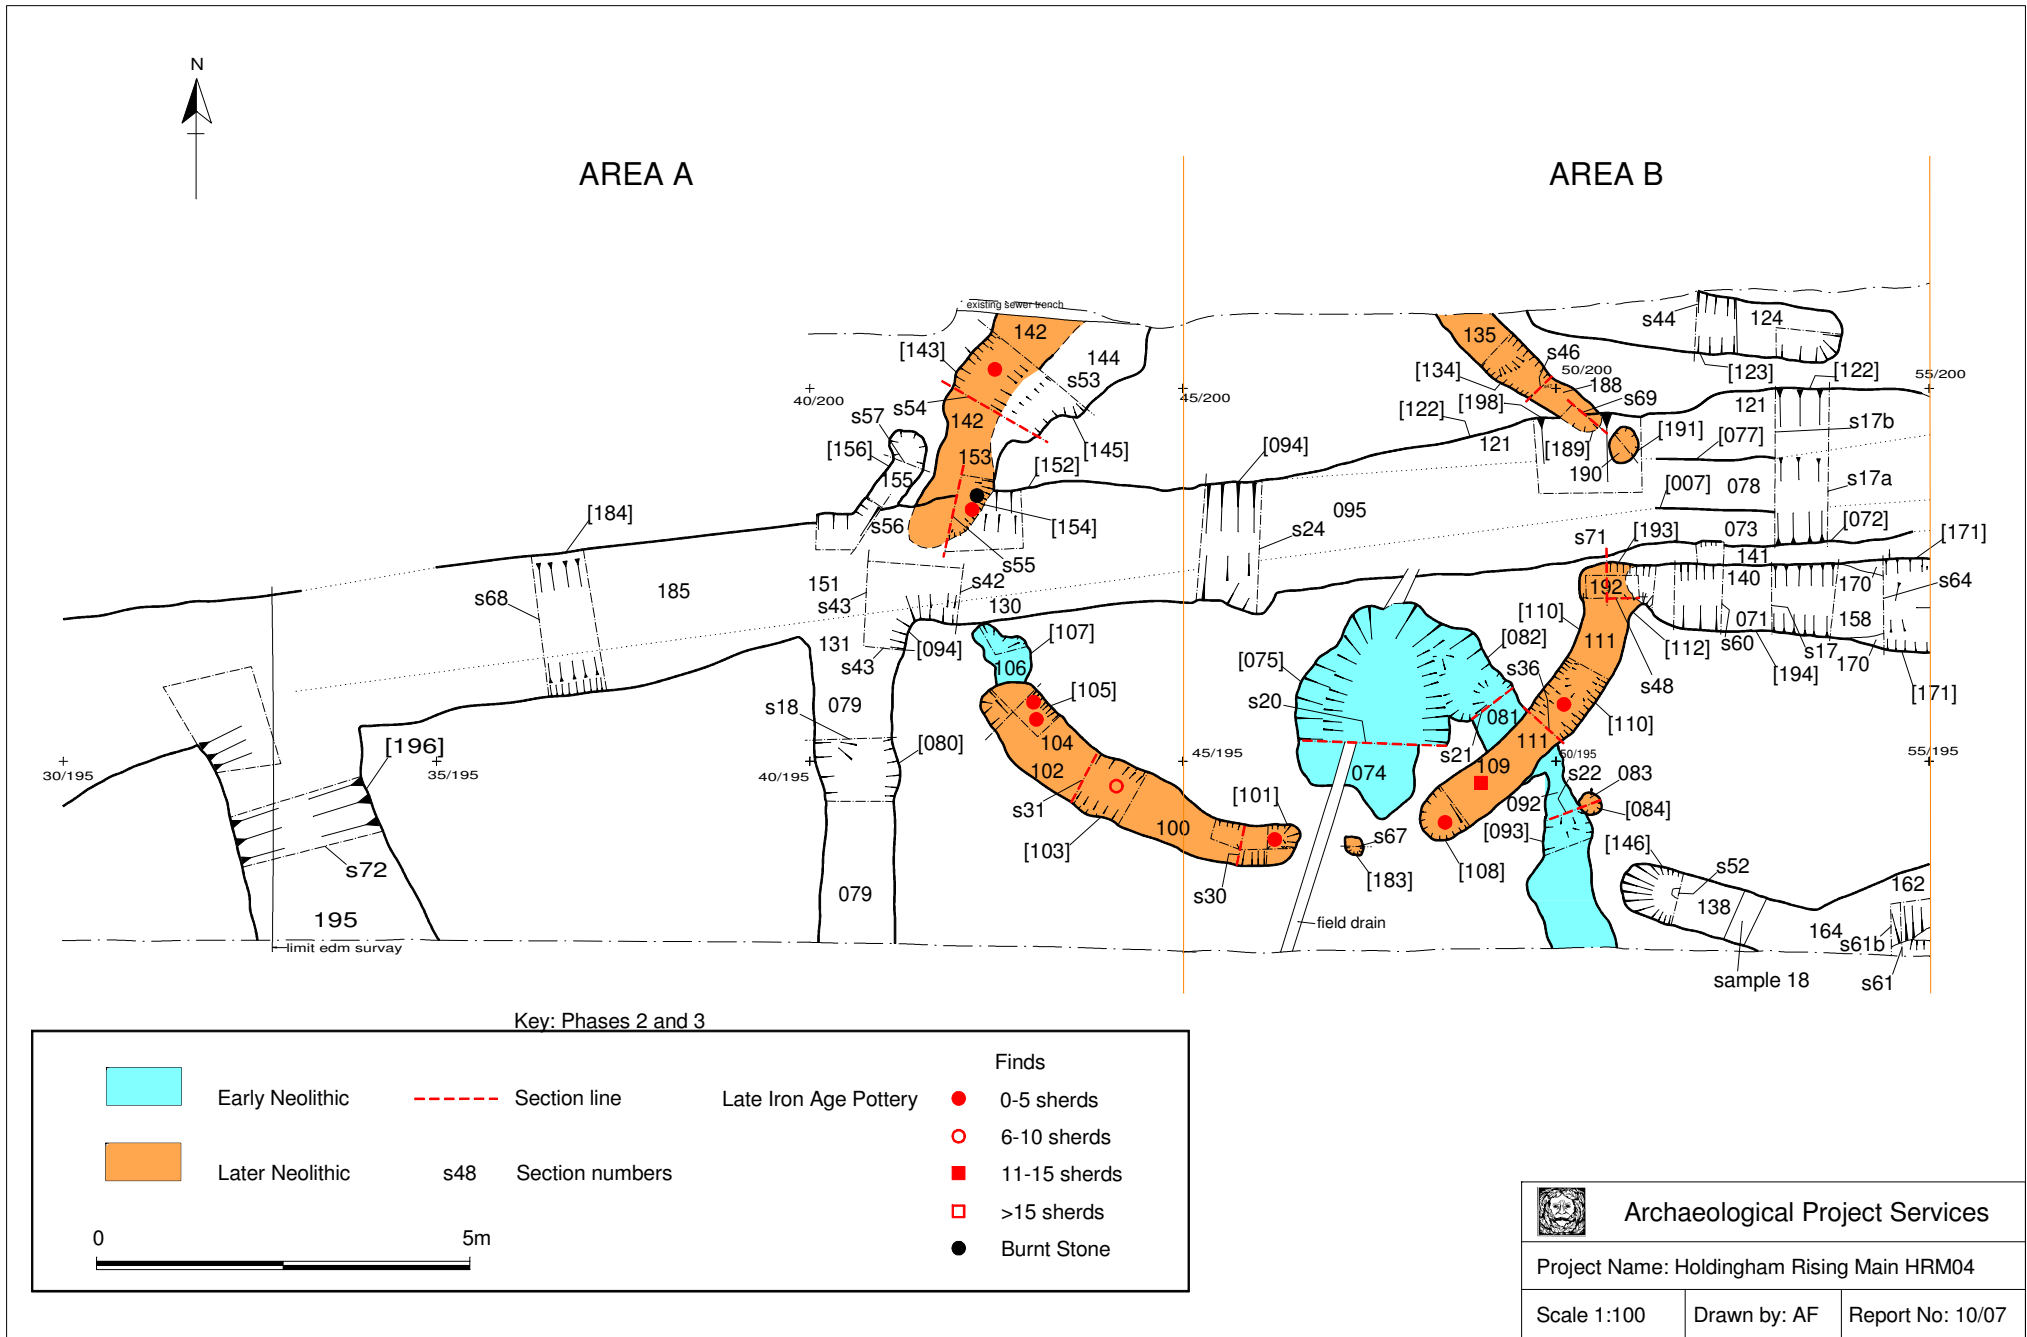 N
AREA A
AREA B
existing sewer trench
142
[143]
144
s53
s54
40/200
s57
142
[145]
[156]
153
[152]
155
s56
[154]
s55
[184]
185
s68
151
s43
s42
130
131
s43
[094]
[107]
106
[105]
s18
079
[080]
104
102
s31
[103]
100
[101]
s30
079
[196]
30/195
35/195
40/195
45/195
s72
195
limit edm survay
45/200
[094]
s24
095
135
s46
50/200
[134]
188
[198]
s69
[122]
121
[189]
[191]
190
[077]
s44
124
[123]
[122]
55/200
121
s17b
[007]
078
s17a
073
[072]
[171]
s71
[193]
141
140
170
s64
192
[110]
111
071
158
s60
s17
170
[112]
[194]
[171]
s48
[082]
s36
[075]
s20
081
s21
111
[110]
109
50/195
s22
083
[084]
092
[093]
074
s67
[183]
[108]
field drain
[146]
s52
138
55/195
162
164
s61b
s61
sample 18
Key: Phases 2 and 3
Early Neolithic
Section line
Later Neolithic
s48
Section numbers
Finds
Late Iron Age Pottery
0-5 sherds
6-10 sherds
11-15 sherds
>15 sherds
Burnt Stone
0
5m
Archaeological Project Services
Project Name: Holdingham Rising Main HRM04
Scale 1:100
Drawn by: AF
Report No: 10/07